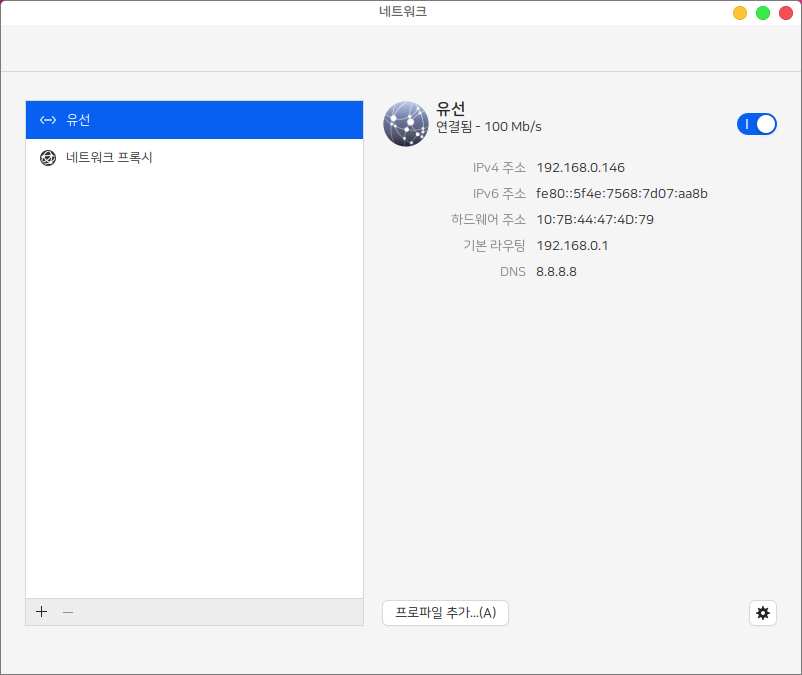 네트워크
유선
네트워크 프록시
유선
연결됨 - 100 Mb/s
IPv4 주소 192.168.0.146
IPv6 주소 fe80::5f4e:7568:7d07:aa8b
하드웨어 주소 10:7B:44:47:4D:79
기본 라우팅 192.168.0.1
DNS 8.8.8.8
프로파일 추가...(A)